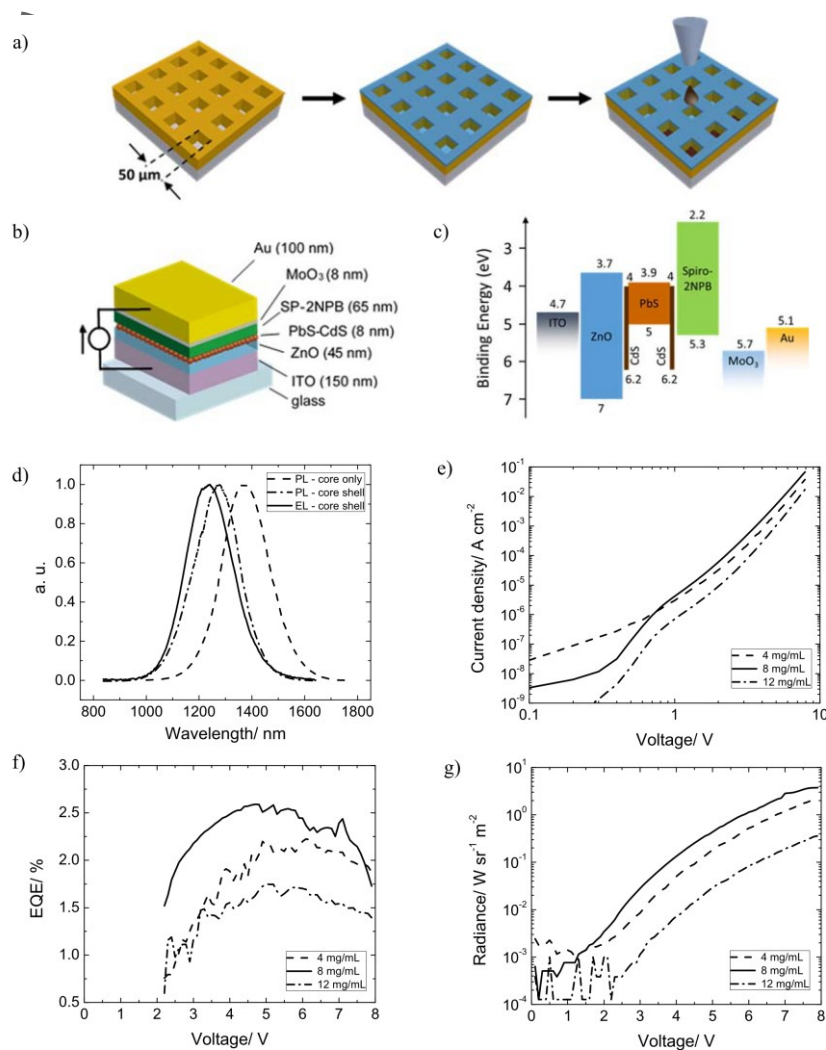 a)
50 µm
b)
Au (100 nm)
MoO₃ (8 nm)
SP-2NPB (65 nm)
PbS-CdS (8 nm)
ZnO (45 nm)
ITO (150 nm)
glass
c)
Binding Energy (eV)
3
4
5
6
7
4.7
ITO
3.7
ZnO
7
4
CdS
6.2
3.9
PbS
5
4
CdS
6.2
2.2
Spiro-
2NPB
5.3
5.7
MoO₃
5.1
Au
d)
a. u.
1.0
0.8
0.6
0.4
0.2
0.0
PL - core only
PL - core shell
EL - core shell
800 1000 1200 1400 1600 1800
Wavelength/ nm
e)
Current density/ A cm⁻²
10⁻¹
10⁻²
10⁻³
10⁻⁴
10⁻⁵
10⁻⁶
10⁻⁷
10⁻⁸
10⁻⁹
4 mg/mL
8 mg/mL
12 mg/mL
0.1 1 10
Voltage/ V
f)
EQE/ %
3.0
2.5
2.0
1.5
1.0
0.5
4 mg/mL
8 mg/mL
12 mg/mL
0 1 2 3 4 5 6 7 8
Voltage/ V
g)
Radiance/ W sr⁻¹ m⁻²
10¹
10⁰
10⁻¹
10⁻²
10⁻³
10⁻⁴
4 mg/mL
8 mg/mL
12 mg/mL
0 1 2 3 4 5 6 7 8
Voltage/ V